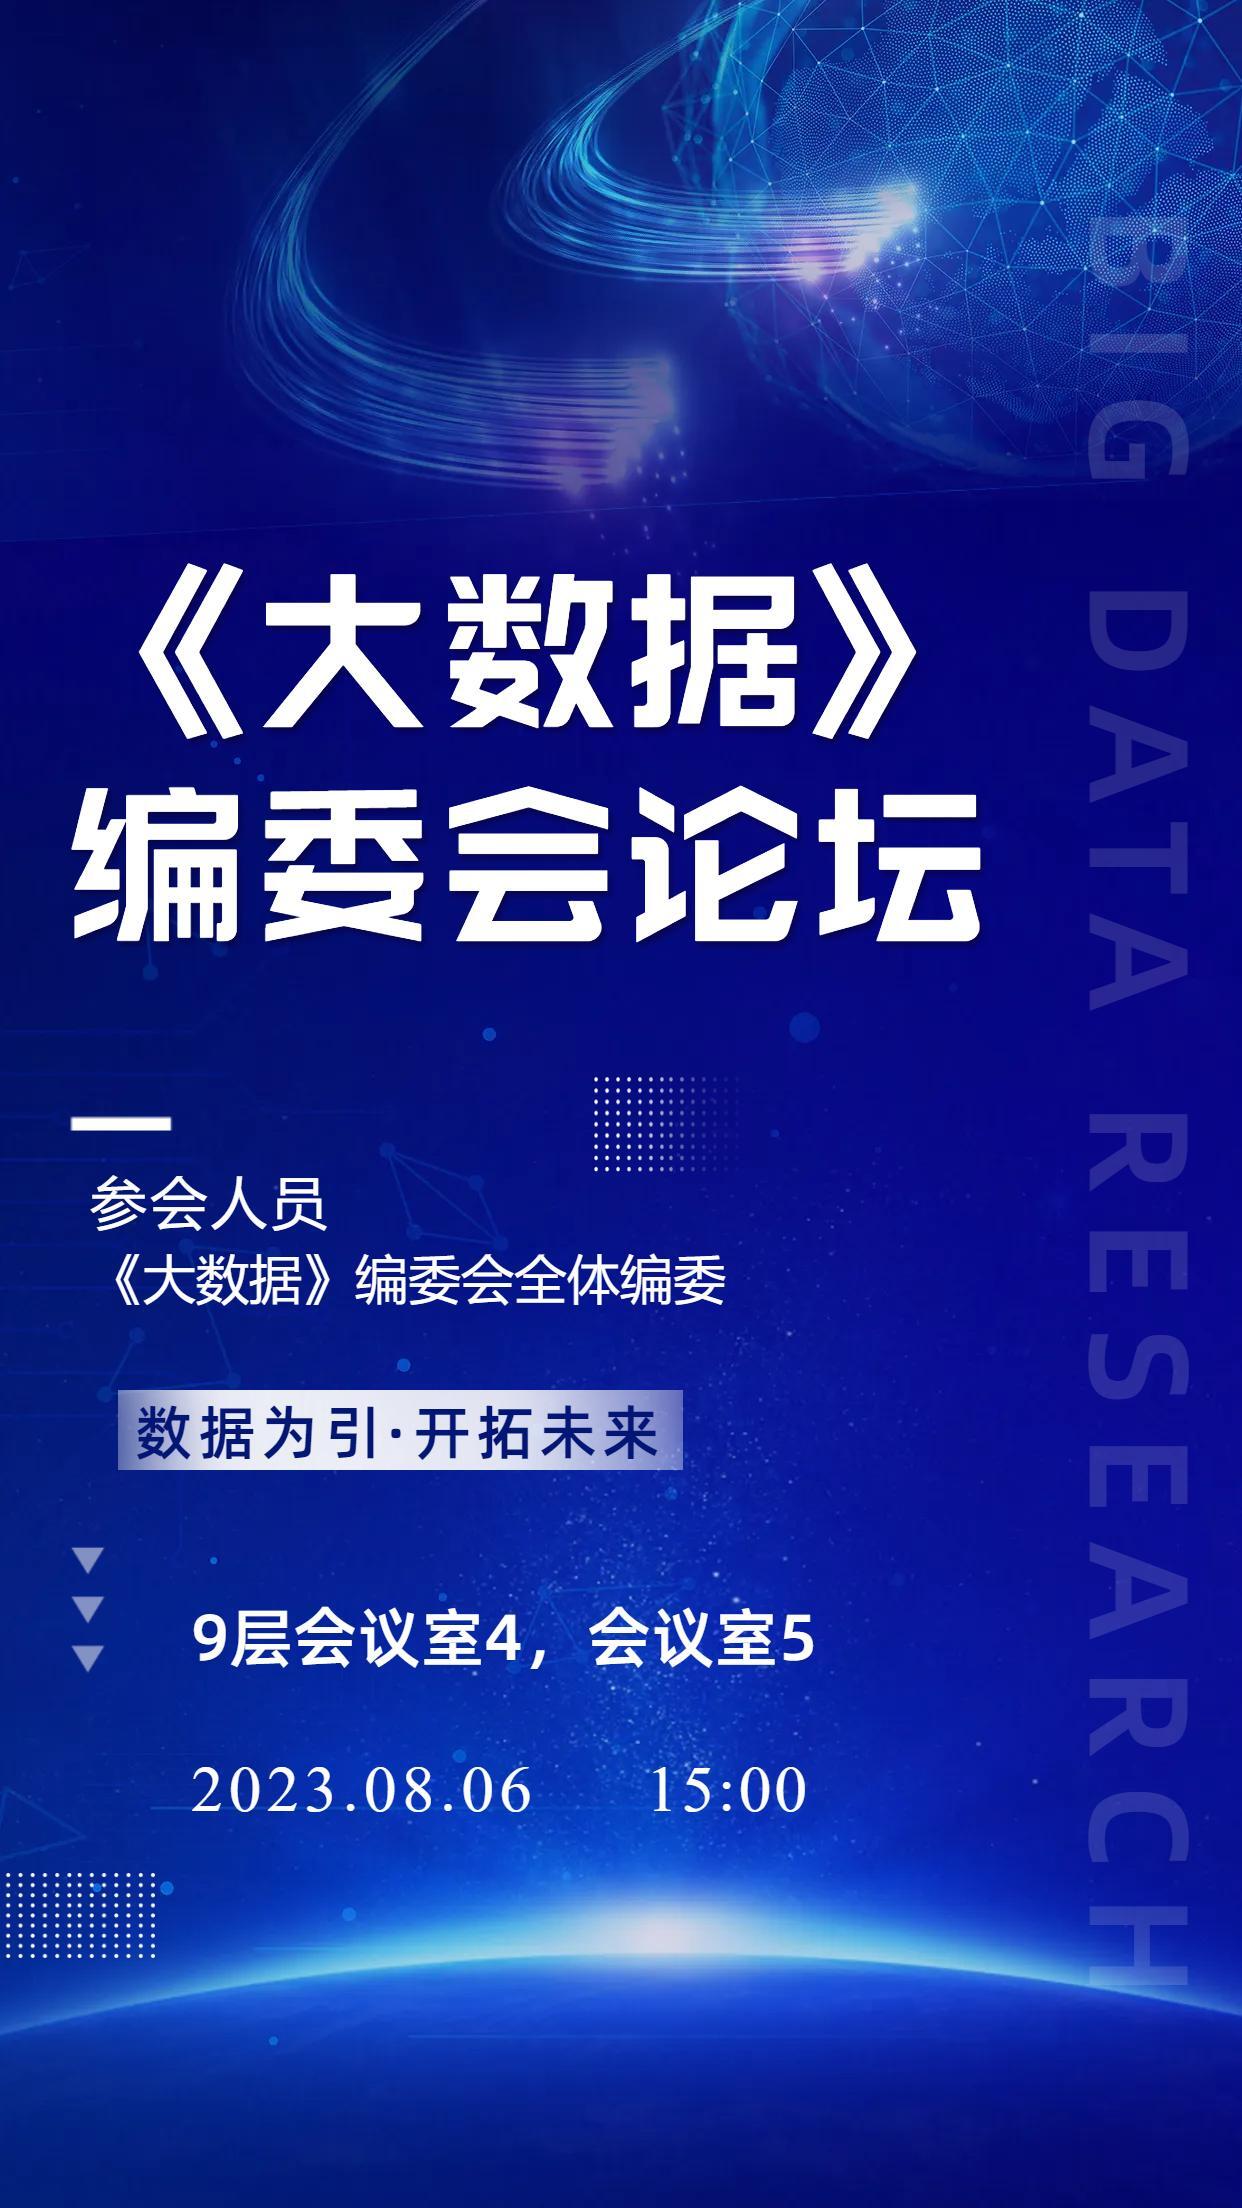 《大数据》
编委会论坛
参会人员
《大数据》编委会全体编委
数据为引·开拓未来
9层会议室4，会议室5
2023.08.06 15:00
BIG DATA RESEARCH